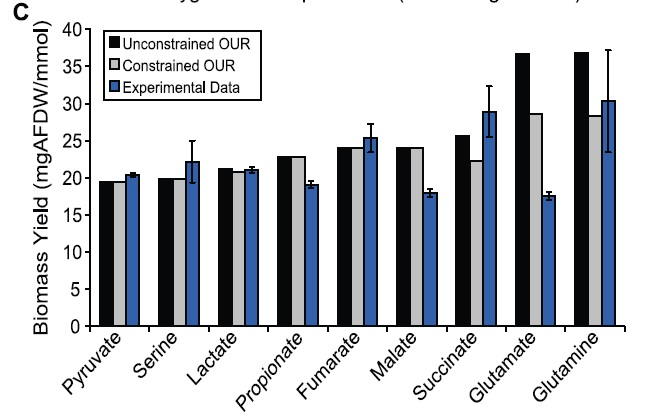 C
Biomass Yield (mgAFDW/mmol)
40
35
30
25
20
15
10
5
0
Unconstrained OUR
Constrained OUR
Experimental Data
Pyruvate
Serine
Lactate
Propionate
Fumarate
Malate
Succinate
Glutamate
Glutamine